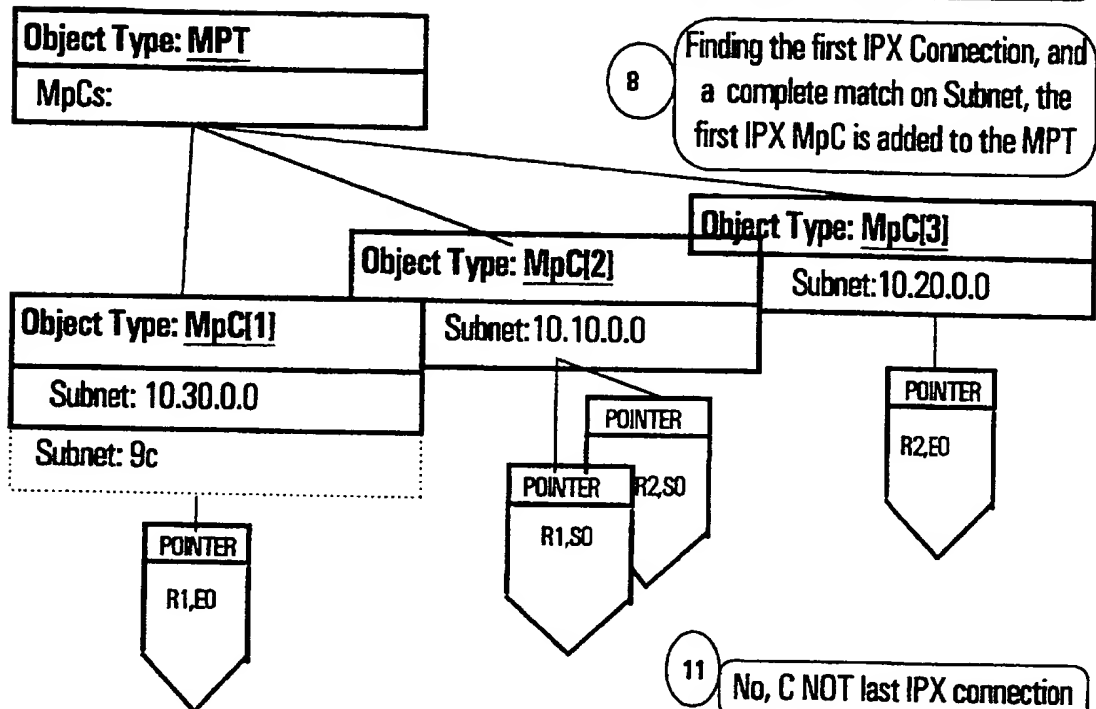 Object Type: MPT
MpCs:
8
Finding the first IPX Connection, and
a complete match on Subnet, the
first IPX MpC is added to the MPT
Object Type: MpC[3]
Subnet:10.20.0.0
Object Type: MpC[2]
Subnet:10.10.0.0
Object Type: MpC[1]
Subnet: 10.30.0.0
Subnet: 9c
POINTER
R2,E0
POINTER
R2,S0
POINTER
R1,S0
POINTER
R1,E0
11
No, C NOT last IPX connection